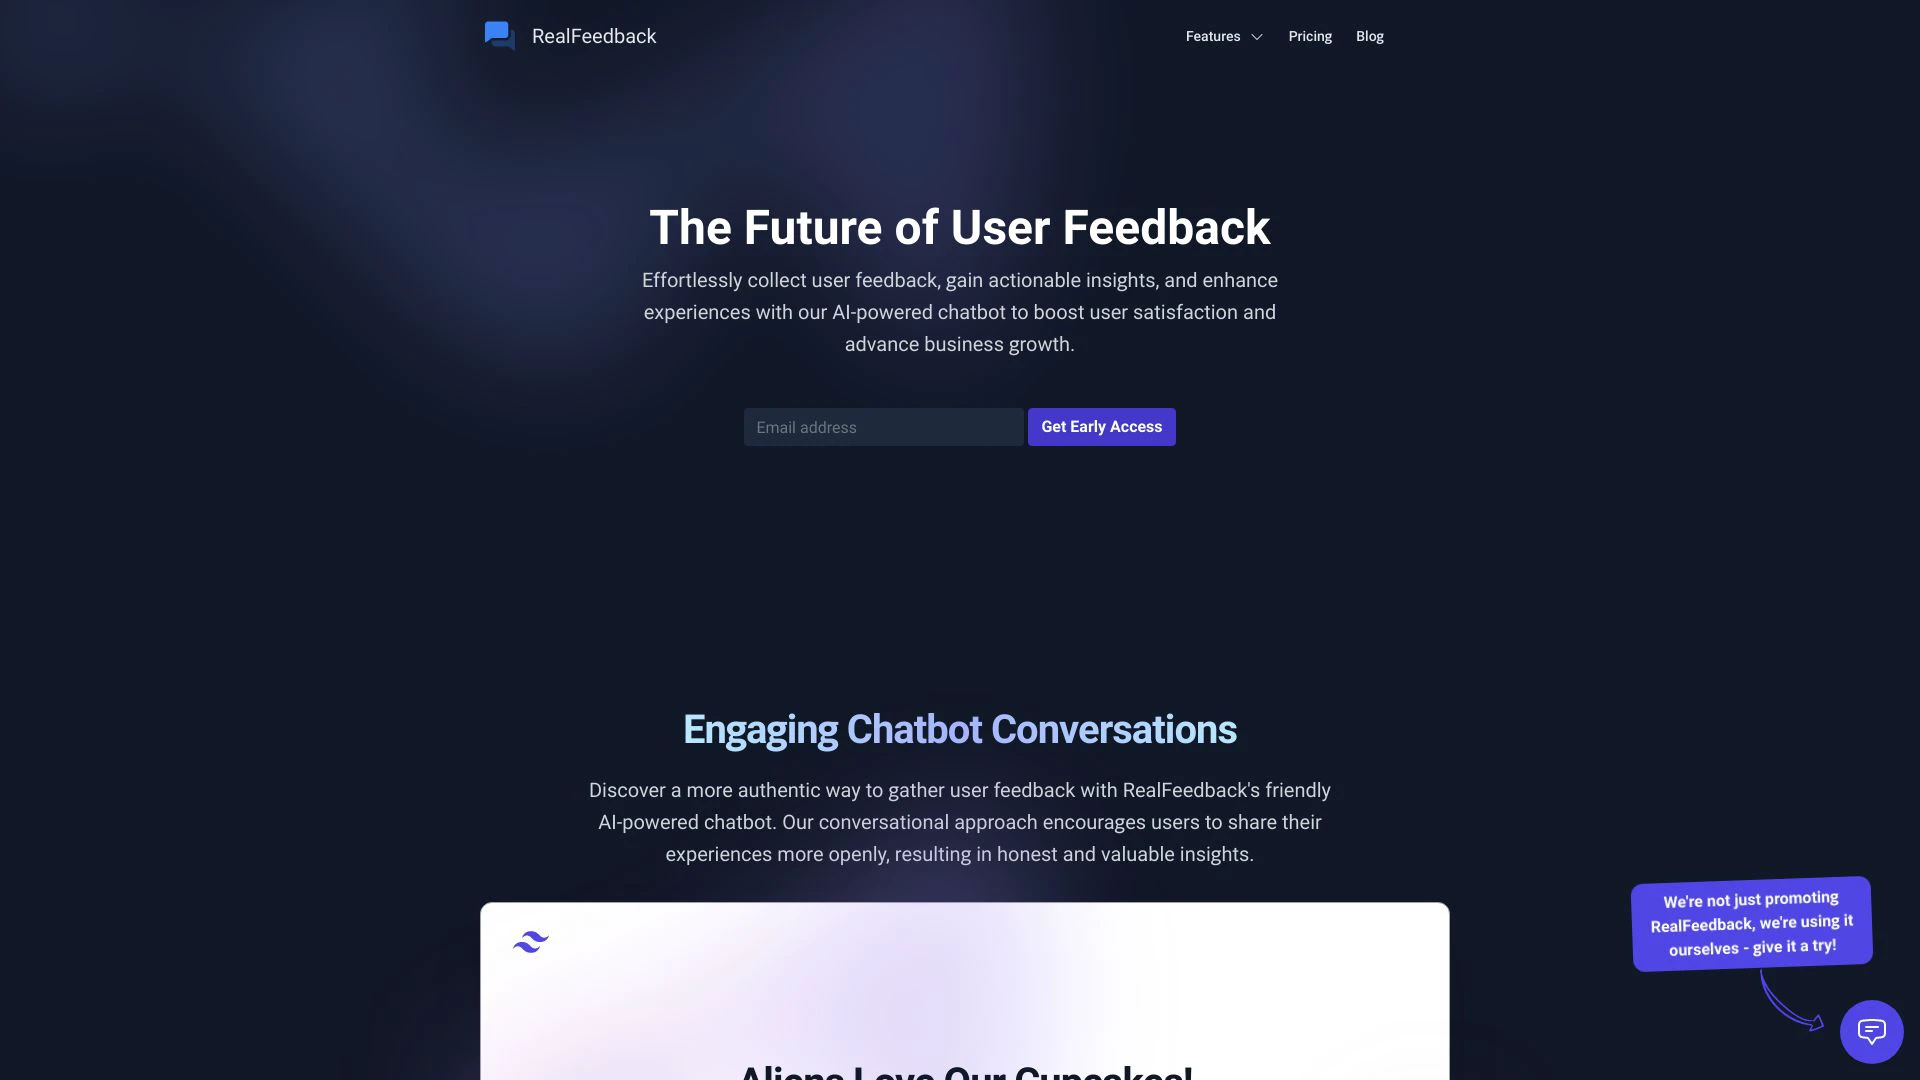 RealFeedback
Features
Pricing
Blog
The Future of User Feedback
Effortlessly collect user feedback, gain actionable insights, and enhance
experiences with our AI-powered chatbot to boost user satisfaction and
advance business growth.
Email address
Get Early Access
Engaging Chatbot Conversations
Discover a more authentic way to gather user feedback with RealFeedback's friendly
AI-powered chatbot. Our conversational approach encourages users to share their
experiences more openly, resulting in honest and valuable insights.
We're not just promoting
RealFeedback, we're using it
ourselves - give it a try!
Aliens Love Our Cupcakes!